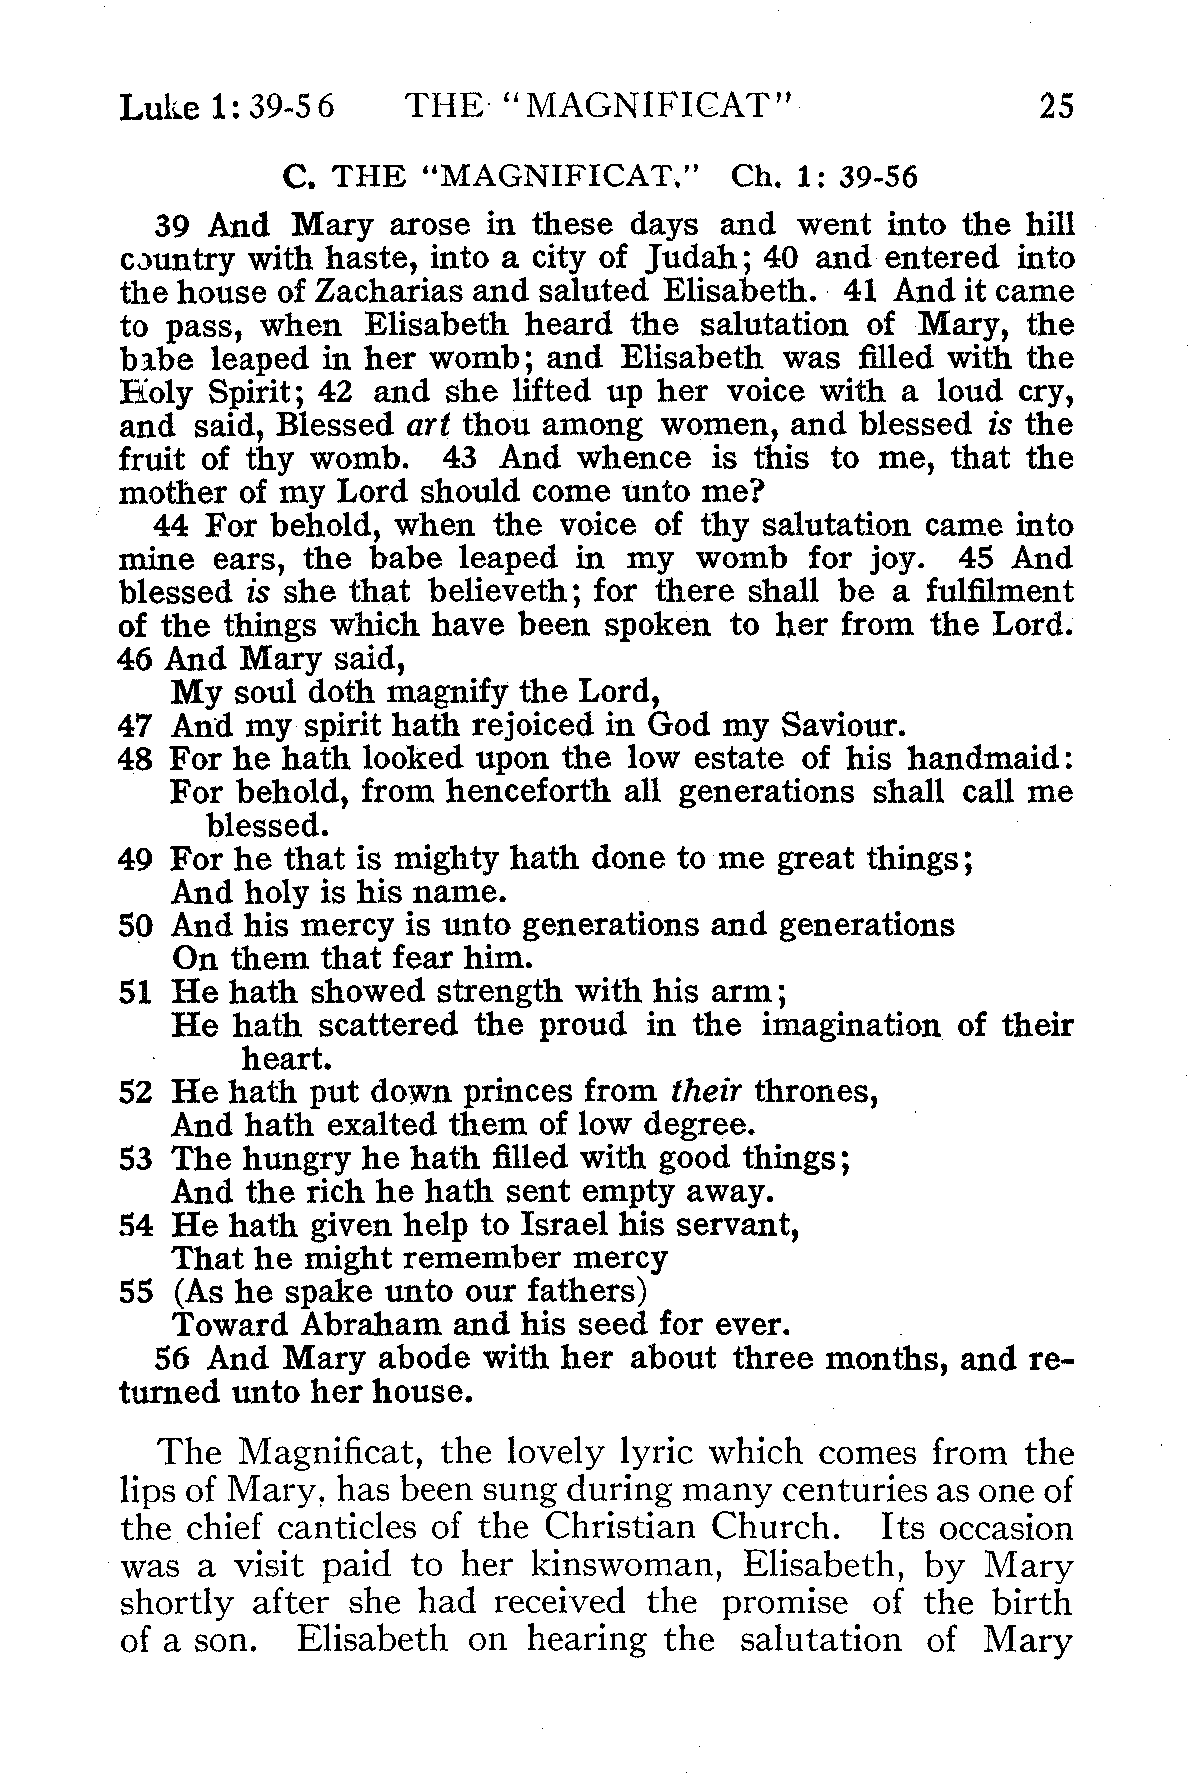 Luke 1: 39-56 THE "MAGNIFICAT" 25
C. THE "MAGNIFICAT." Ch. 1: 39-56
39 And Mary arose in these days and went into the hill
country with haste, into a city of Judah; 40 and entered into
the house of Zacharias and saluted Elisabeth. 41 And it came
to pass, when Elisabeth heard the salutation of Mary, the
babe leaped in her womb; and Elisabeth was filled with the
Holy Spirit; 42 and she lifted up her voice with a loud cry,
and said, Blessed art thou among women, and blessed is the
fruit of thy womb. 43 And whence is this to me, that the
mother of my Lord should come unto me?
44 For behold, when the voice of thy salutation came into
mine ears, the babe leaped in my womb for joy. 45 And
blessed is she that believeth; for there shall be a fulfilment
of the things which have been spoken to her from the Lord.
46 And Mary said,
My soul doth magnify the Lord,
47 And my spirit hath rejoiced in God my Saviour.
48 For he hath looked upon the low estate of his handmaid:
For behold, from henceforth all generations shall call me
blessed.
49 For he that is mighty hath done to me great things;
And holy is his name.
50 And his mercy is unto generations and generations
On them that fear him.
51 He hath showed strength with his arm;
He hath scattered the proud in the imagination of their
heart.
52 He hath put down princes from their thrones,
And hath exalted them of low degree.
53 The hungry he hath filled with good things;
And the rich he hath sent empty away.
54 He hath given help to Israel his servant,
That he might remember mercy
55 (As he spake unto our fathers)
Toward Abraham and his seed for ever.
56 And Mary abode with her about three months, and re-
turned unto her house.
The Magnificat, the lovely lyric which comes from the
lips of Mary, has been sung during many centuries as one of
the chief canticles of the Christian Church. Its occasion
was a visit paid to her kinswoman, Elisabeth, by Mary
shortly after she had received the promise of the birth
of a son. Elisabeth on hearing the salutation of Mary